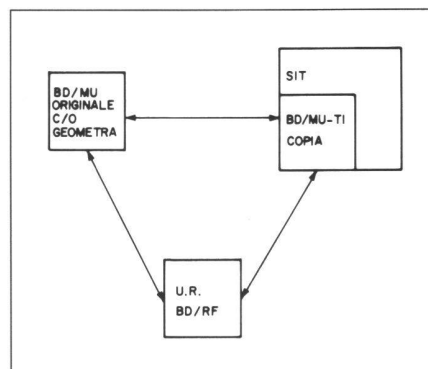 BD/MU
ORIGINALE
C/O
GEOMETRA
SIT
BD/MU-TI
COPIA
U.R.
BD/RF